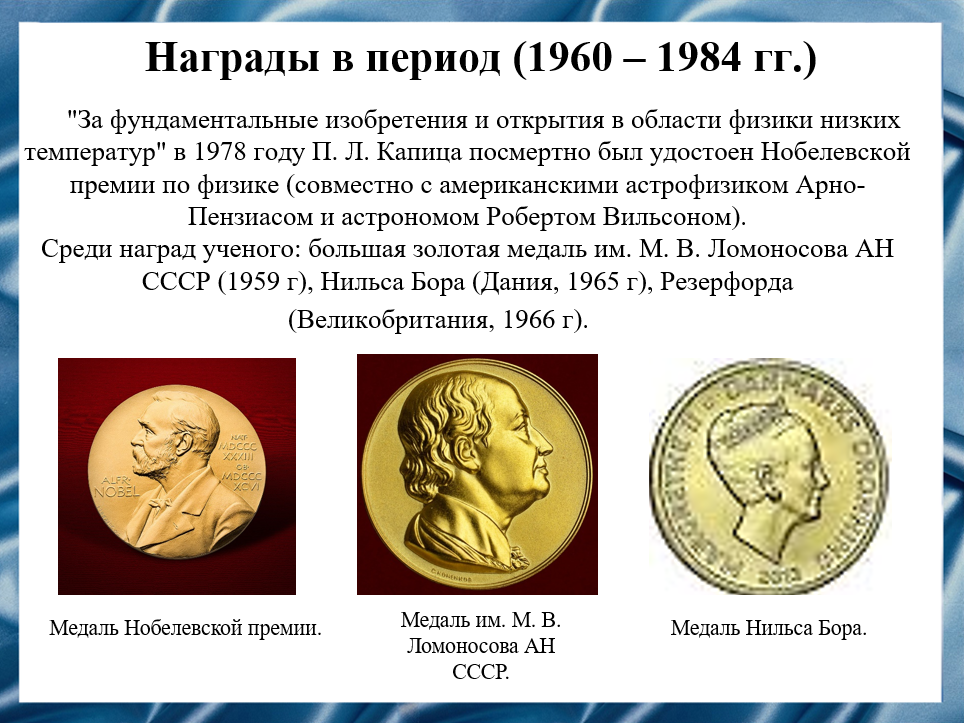 Награды в период (1960 – 1984 гг.)
"За фундаментальные изобретения и открытия в области физики низких
температур" в 1978 году П. Л. Капица посмертно был удостоен Нобелевской
премии по физике (совместно с американскими астрофизиком Арно-
Пензиасом и астрономом Робертом Вильсоном).
Среди наград ученого: большая золотая медаль им. М. В. Ломоносова АН
СССР (1959 г), Нильса Бора (Дания, 1965 г), Резерфорда
(Великобритания, 1966 г).
ALFR.
NOBEL
NAT.
MDCCC
XXXIII
OB.
MDCCC
XCVI
MARGRETHE II DANMARKS DRONNING
Медаль Нобелевской премии.
Медаль им. М. В.
Ломоносова АН
СССР.
Медаль Нильса Бора.